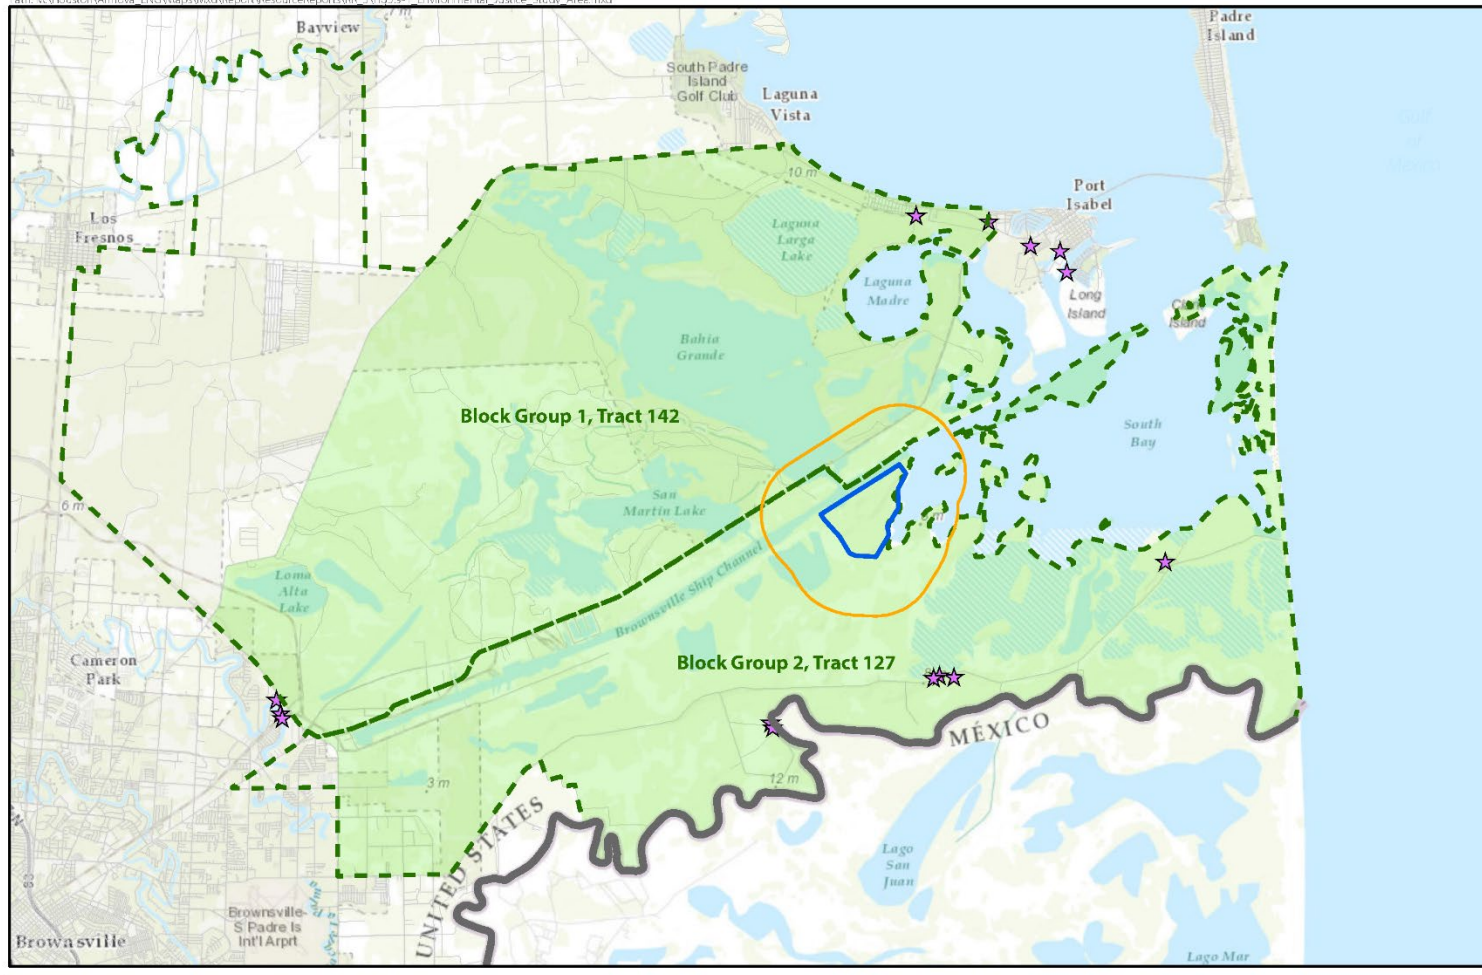 Bayview
7 m
Padre
Island
South Padre
Island
Golf Club
Laguna
Vista
10 m
Port
Isabel
Los
Fresnos
Laguna
Larga
Lake
Laguna
Madre
Long
Island
Island
Bahia
Grande
Block Group 1, Tract 142
South
Bay
6 m
San
Martin Lake
Brownsville Ship Channel
Loma
Alta
Lake
Cameron
Park
Block Group 2, Tract 127
MÉXICO
3 m
12 m
UNITED STATES
Lago
San
Juan
Brownsville-
S Padre Is
Int'l Arprt
Brownsville
Lago Mar